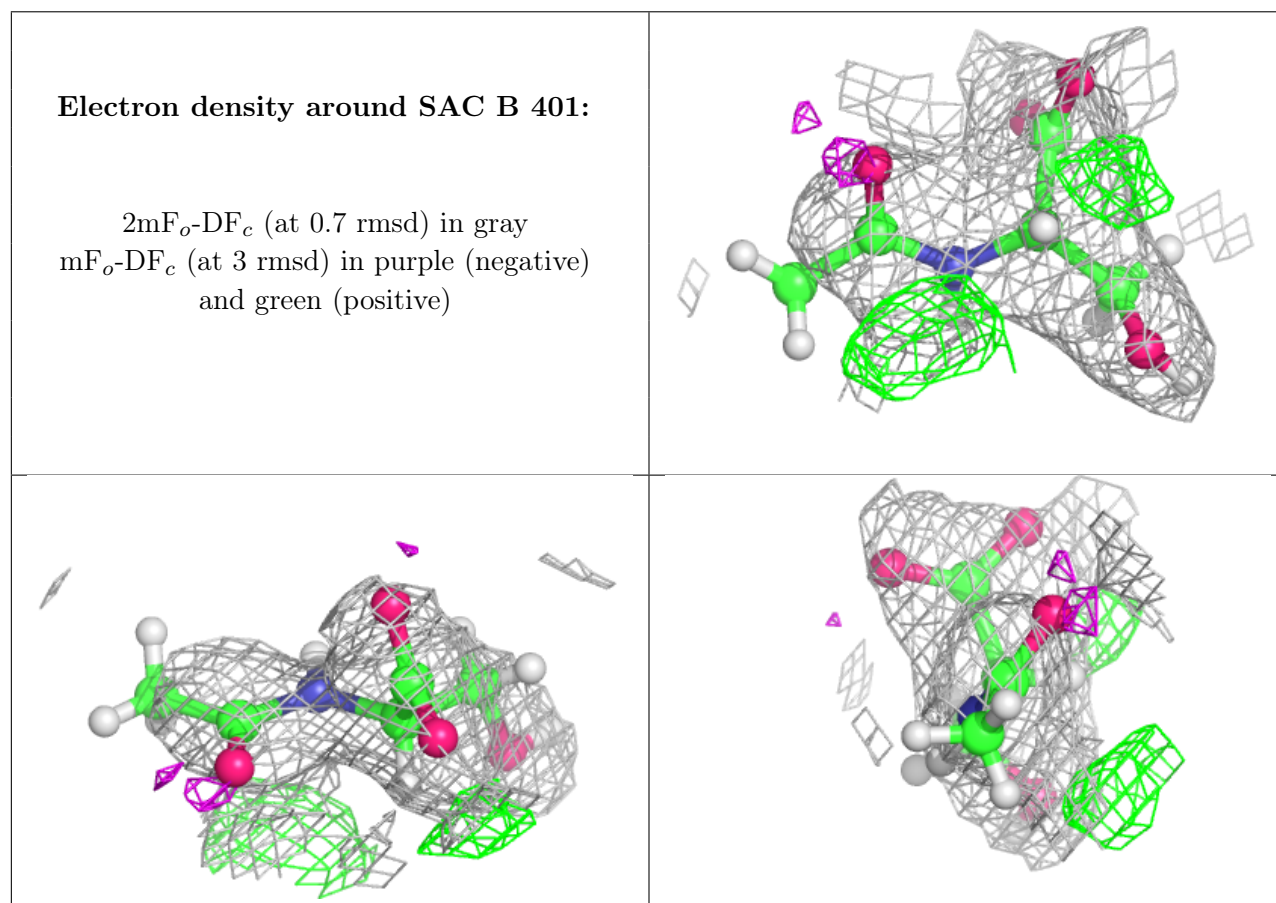 Electron density around SAC B 401:
2mFo-DFc (at 0.7 rmsd) in gray
mFo-DFc (at 3 rmsd) in purple (negative)
and green (positive)